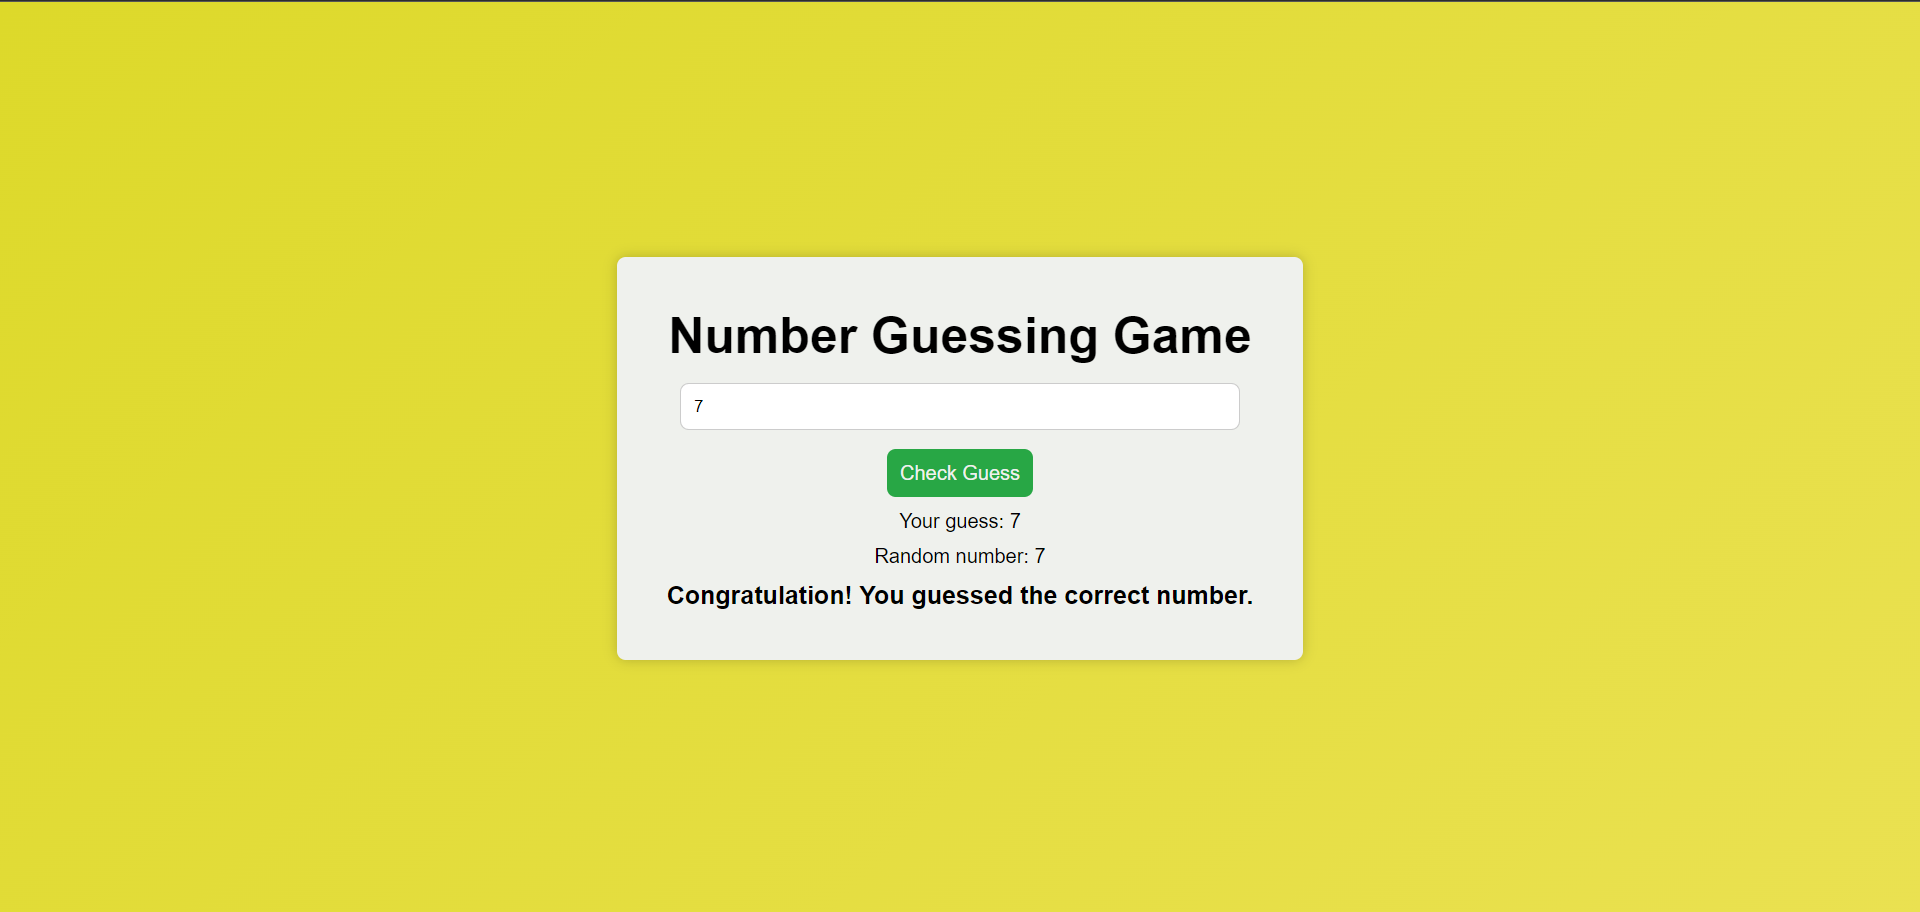 Number Guessing Game
7
Check Guess
Your guess: 7
Random number: 7
Congratulation! You guessed the correct number.